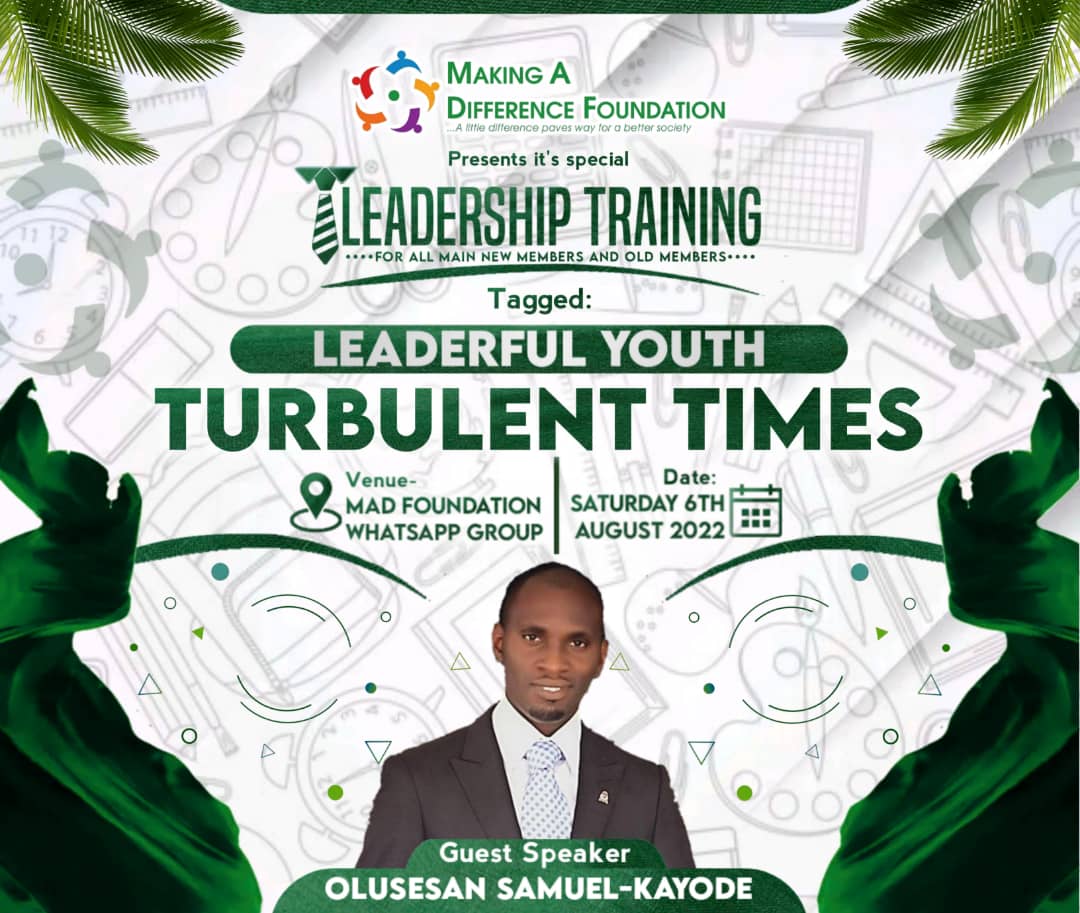 MAKING A
DIFFERENCE FOUNDATION
...A little difference paves way for a better society
Presents it's special
LEADERSHIP TRAINING
....FOR ALL MAIN NEW MEMBERS AND OLD MEMBERS....
Tagged:
LEADERFUL YOUTH
TURBULENT TIMES
Venue-
MAD FOUNDATION
WHATSAPP GROUP
Date:
SATURDAY 6TH
AUGUST 2022
Guest Speaker
OLUSESAN SAMUEL-KAYODE